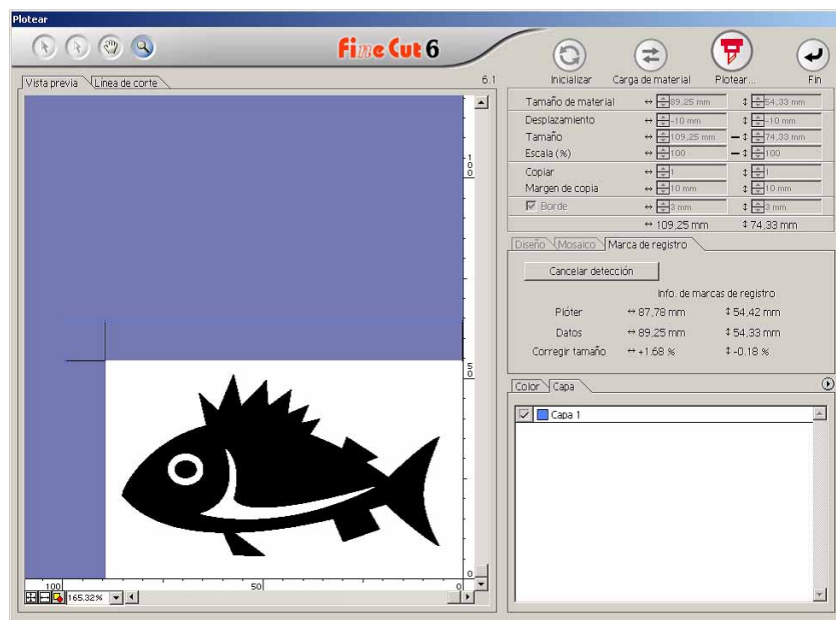 Plotear
Fine Cut 6
Inicializar Carga de material Plotear... Fin
Vista previa Línea de corte 6.1
Tamaño de material ↔ 89,25 mm ↕ 54,33 mm
Desplazamiento ↔ -10 mm ↕ -10 mm
Tamaño ↔ 109,25 mm ↕ 74,33 mm
Escala (%) ↔ 100 ↕ 100
Copiar ↔ 1 ↕ 1
Margen de copia ↔ 10 mm ↕ 10 mm
Borde ↔ 3 mm ↕ 3 mm
↔ 109,25 mm ↕ 74,33 mm
Diseño Mosaico Marca de registro
Cancelar detección
Info. de marcas de registro
Plóter ↔ 87,78 mm ↕ 54,42 mm
Datos ↔ 89,25 mm ↕ 54,33 mm
Corregir tamaño ↔ +1.68 % ↕ -0,18 %
Color Capa
Capa 1
100
50
0
100 50 0
165.32%